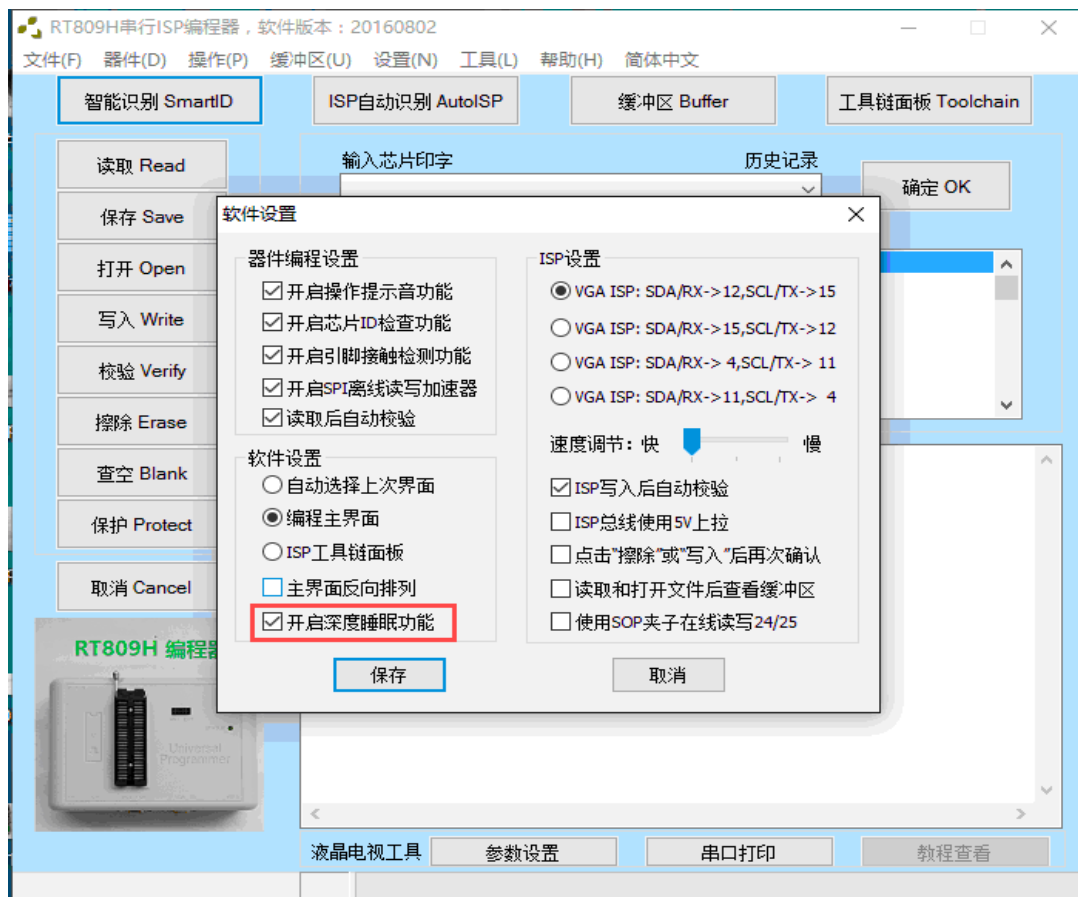 RT809H串行ISP编程器，软件版本：20160802
文件(F) 器件(D) 操作(P) 缓冲区(U) 设置(N) 工具(L) 帮助(H) 简体中文
智能识别 SmartID
ISP自动识别 AutoISP
缓冲区 Buffer
工具链面板 Toolchain
读取 Read
保存 Save
打开 Open
写入 Write
校验 Verify
擦除 Erase
查空 Blank
保护 Protect
取消 Cancel
输入芯片印字
历史记录
确定 OK
软件设置
器件编程设置
开启操作提示音功能
开启芯片ID检查功能
开启引脚接触检测功能
开启SPI离线读写加速器
读取后自动校验
软件设置
自动选择上次界面
编程主界面
ISP工具链面板
主界面反向排列
开启深度睡眠功能
保存
ISP设置
VGA ISP: SDA/RX->12,SCL/TX->15
VGA ISP: SDA/RX->15,SCL/TX->12
VGA ISP: SDA/RX-> 4,SCL/TX-> 11
VGA ISP: SDA/RX->11,SCL/TX-> 4
速度调节：快 慢
ISP写入后自动校验
ISP总线使用5V上拉
点击"擦除"或"写入"后再次确认
读取和打开文件后查看缓冲区
使用SOP夹子在线读写24/25
取消
RT809H 编程
Universal
Programmer
液晶电视工具
参数设置
串口打印
教程查看